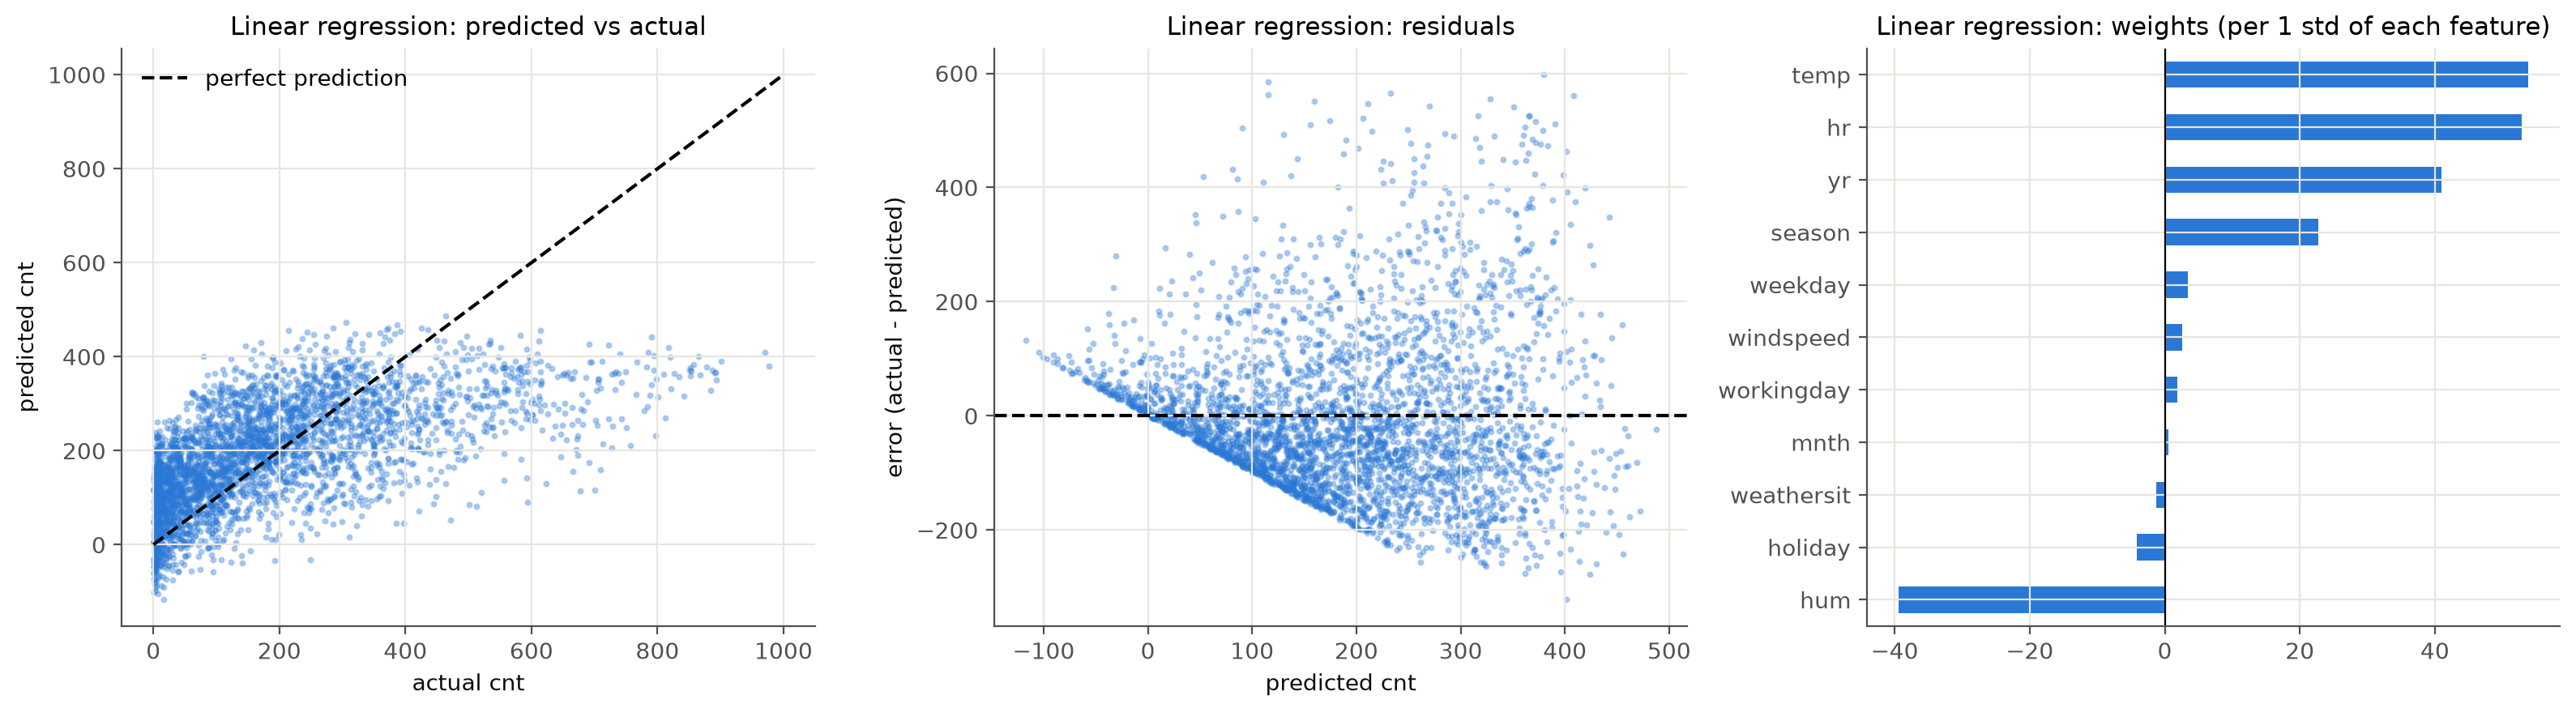 Linear regression: predicted vs actual
perfect prediction
predicted cnt
1000
800
600
400
200
0
0 200 400 600 800 1000
actual cnt
Linear regression: residuals
error (actual - predicted)
600
400
200
0
−200
−100 0 100 200 300 400 500
predicted cnt
Linear regression: weights (per 1 std of each feature)
temp
hr
yr
season
weekday
windspeed
workingday
mnth
weathersit
holiday
hum
−40 −20 0 20 40